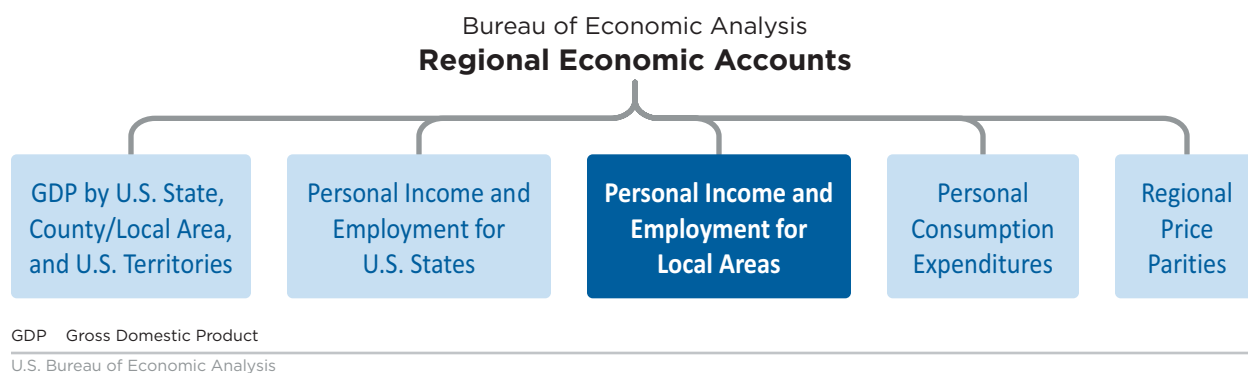 Bureau of Economic Analysis
Regional Economic Accounts
GDP by U.S. State,
County/Local Area,
and U.S. Territories
Personal Income and
Employment for
U.S. States
Personal Income and
Employment for
Local Areas
Personal
Consumption
Expenditures
Regional
Price
Parities
GDP Gross Domestic Product
U.S. Bureau of Economic Analysis